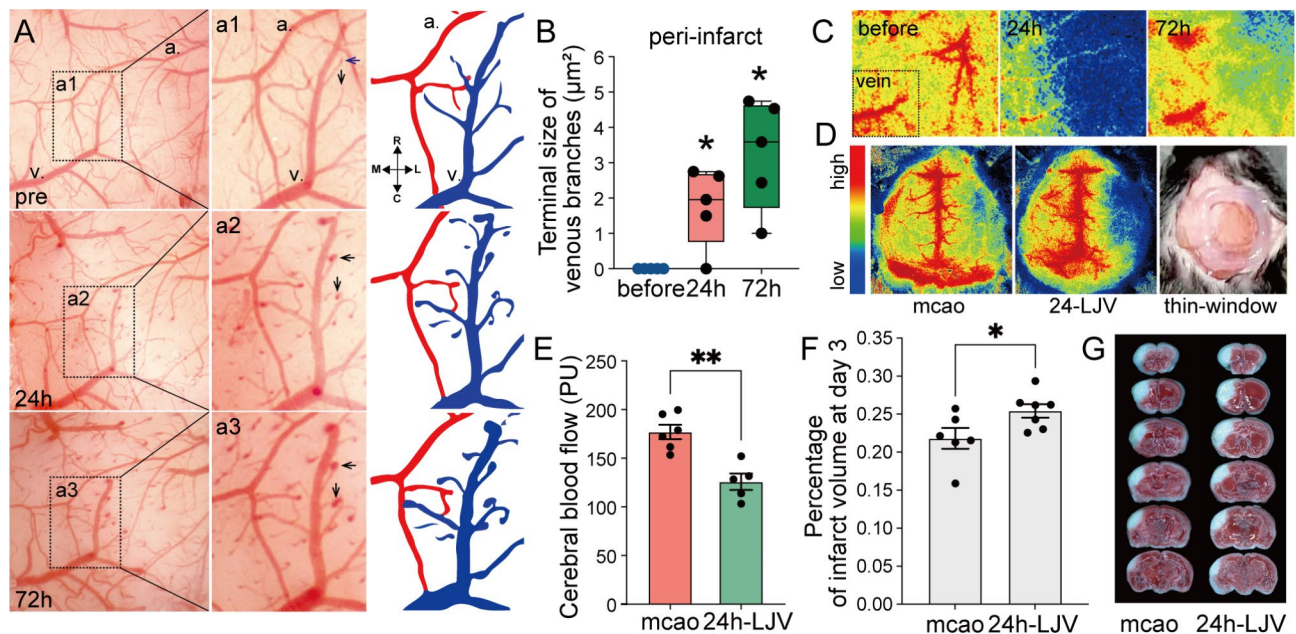 A
a.
a1
v.
pre
a1
a.
v.
a.
R
M
L
C
v.
a2
24h
a2
a3
72h
a3
B
peri-infarct
Terminal size of
venous branches (µm²)
6
5
4
3
2
1
0
*
*
before
24h
72h
C
before
24h
72h
vein
D
high
low
mcao
24-LJV
thin-window
E
Cerebral blood flow (PU)
250
200
150
100
50
0
**
mcao
24h-LJV
F
Percentage
of infarct volume at day 3
0.35
0.30
0.25
0.20
0.15
0.10
0.05
0.00
*
mcao
24h-LJV
G
mcao
24h-LJV